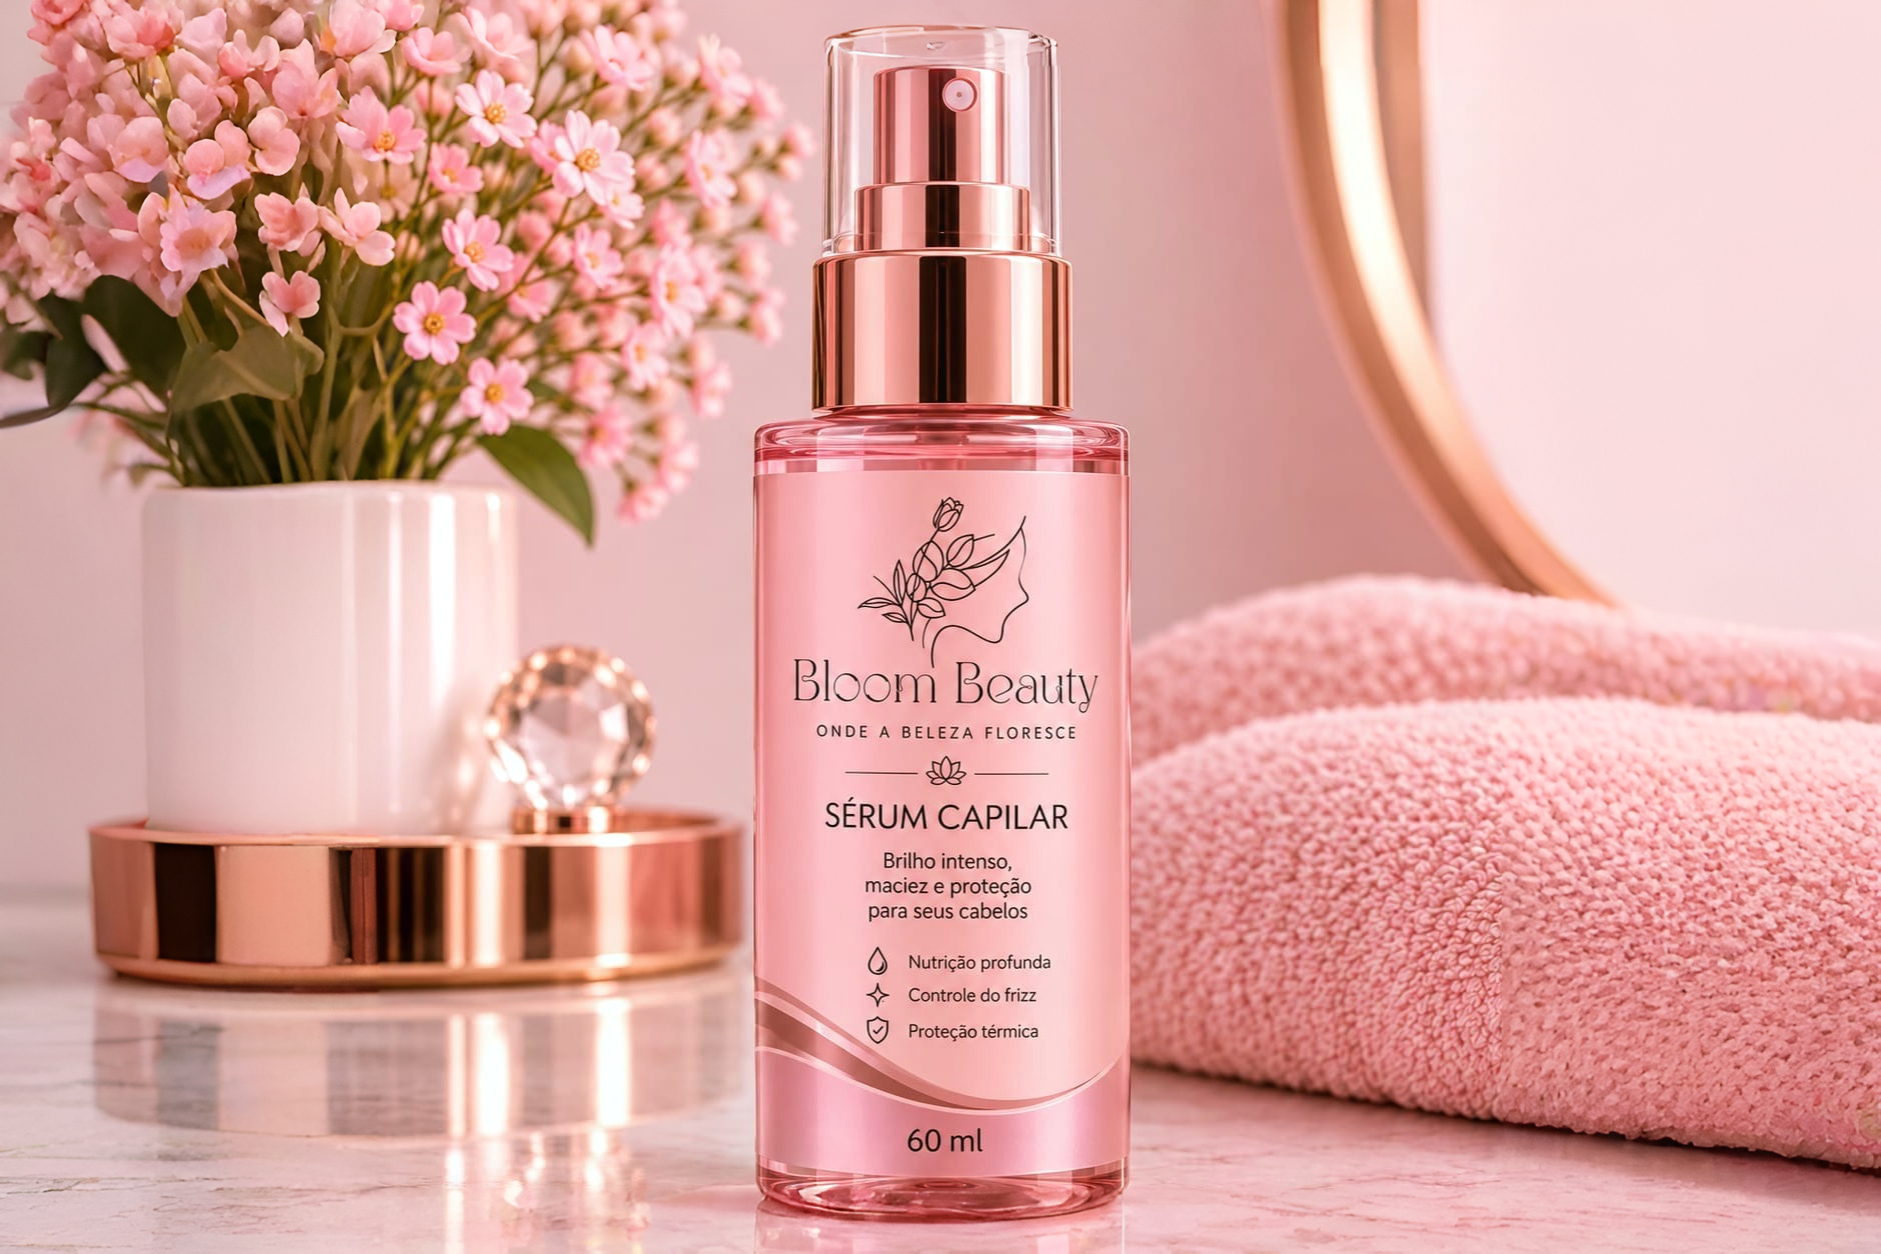 Bloom Beauty
ONDE A BELEZA FLORESCE
SÉRUM CAPILAR
Brilho intenso,
maciez e proteção
para seus cabelos
Nutrição profunda
Controle do frizz
Proteção térmica
60 ml